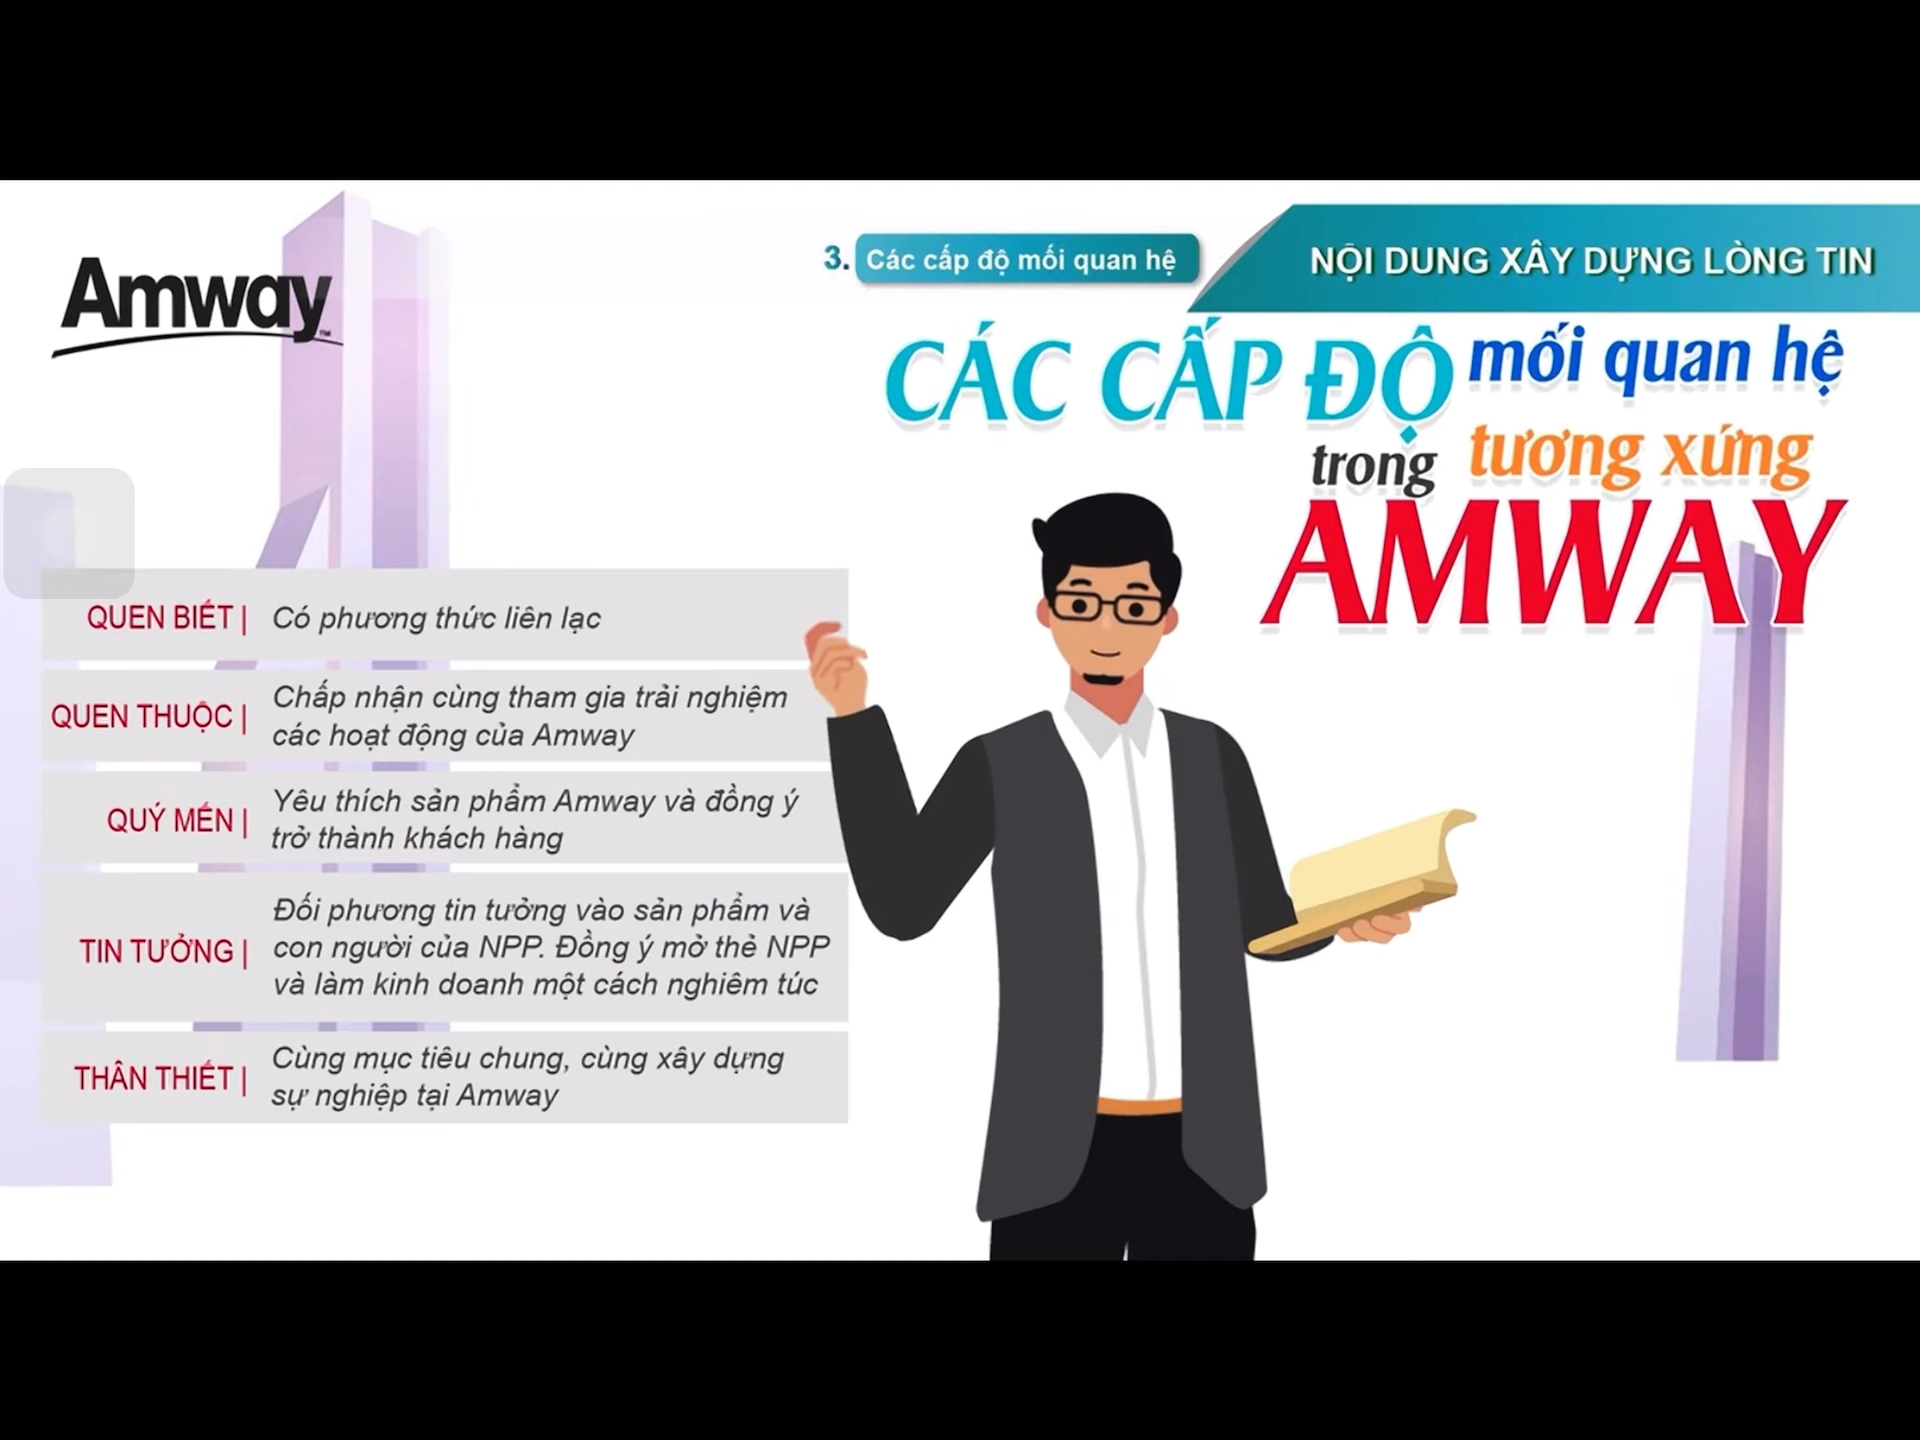 Amway
3. Các cấp độ mối quan hệ
NỘI DUNG XÂY DỰNG LÒNG TIN
CÁC CẤP ĐỘ mối quan hệ
trong tương xứng
AMWAY
QUEN BIẾT | Có phương thức liên lạc
QUEN THUỘC | Chấp nhận cùng tham gia trải nghiệm
các hoạt động của Amway
QUÝ MẾN | Yêu thích sản phẩm Amway và đồng ý
trở thành khách hàng
TIN TƯỞNG | Đối phương tin tưởng vào sản phẩm và
con người của NPP. Đồng ý mở thẻ NPP
và làm kinh doanh một cách nghiêm túc
THÂN THIẾT | Cùng mục tiêu chung, cùng xây dựng
sự nghiệp tại Amway